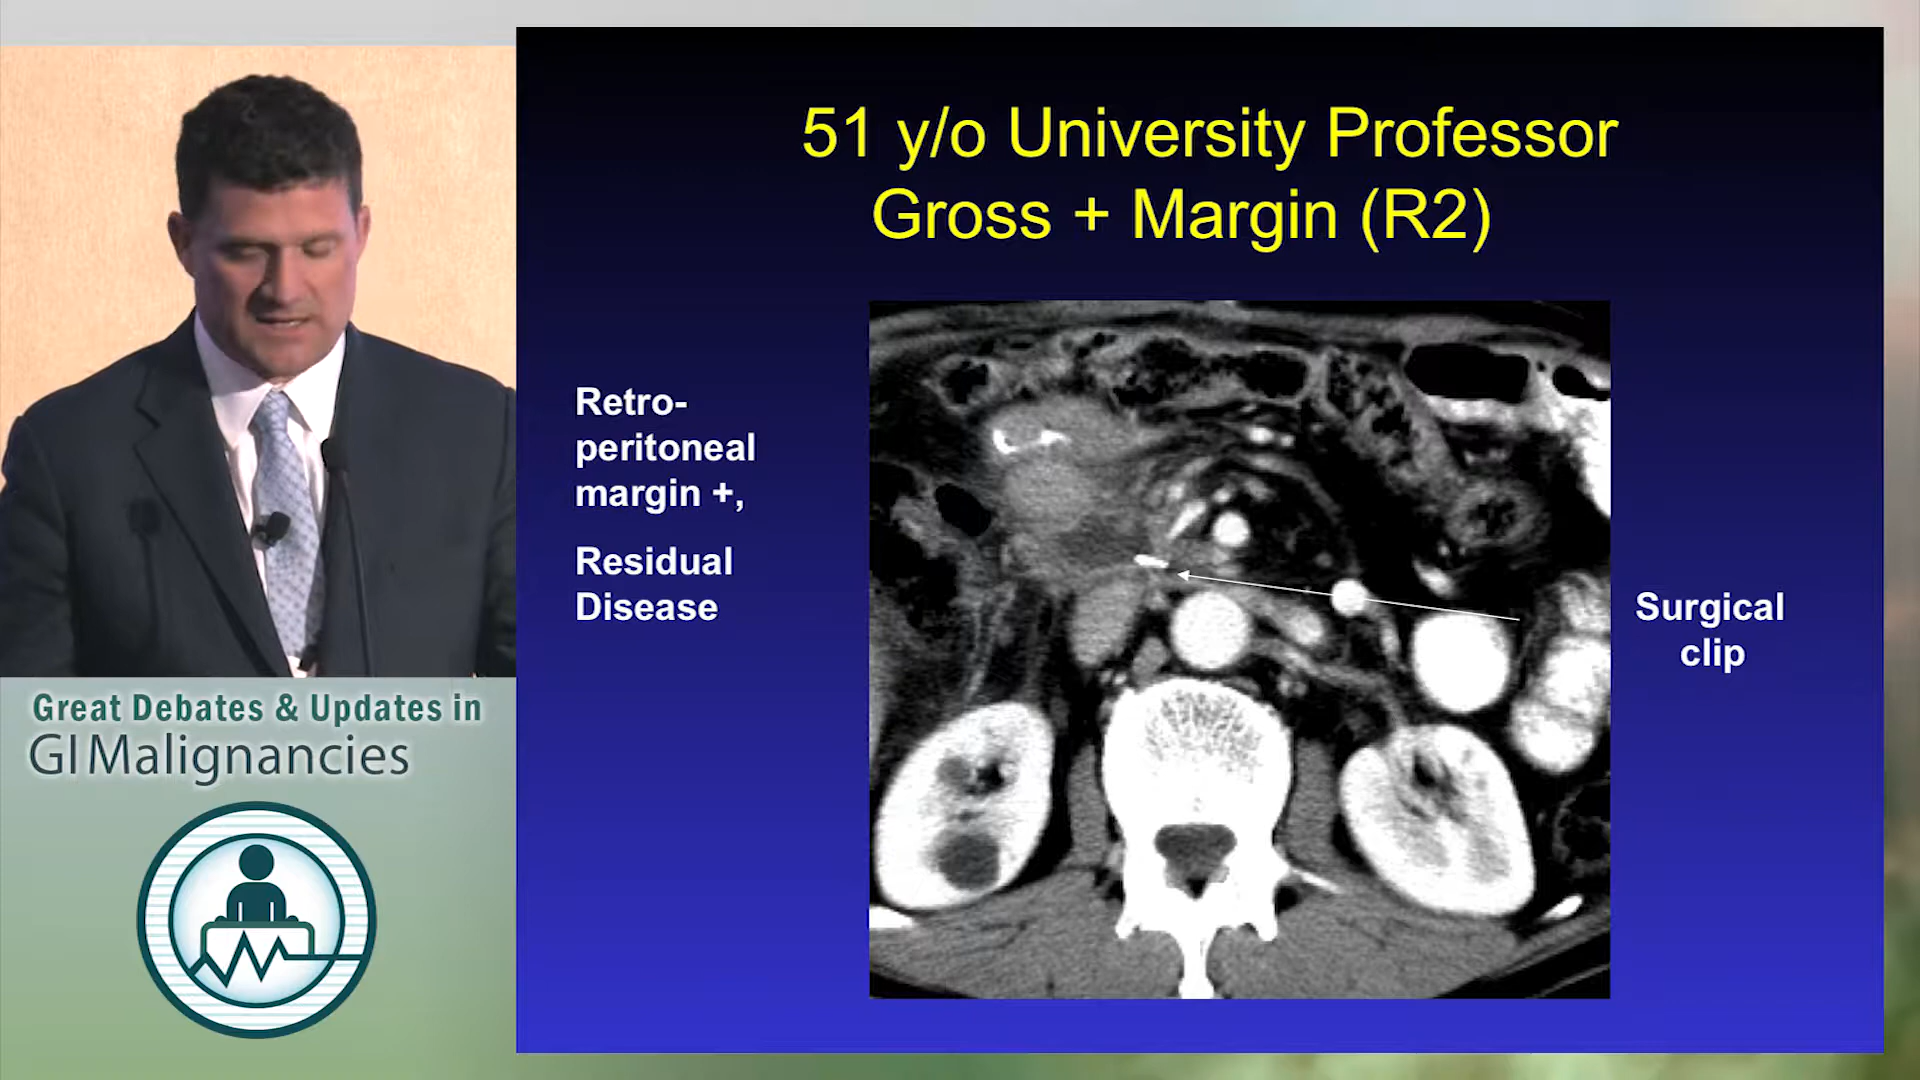 51 y/o University Professor
Gross + Margin (R2)
Retro-
peritoneal
margin +,
Residual
Disease
Surgical
clip
Great Debates & Updates in
GI Malignancies